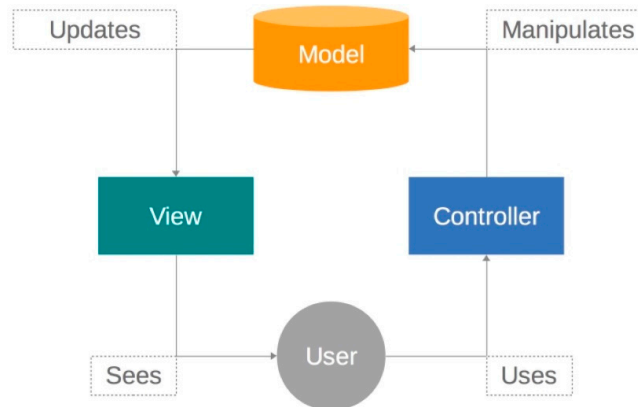 Updates
Model
Manipulates
View
Controller
User
Sees
Uses